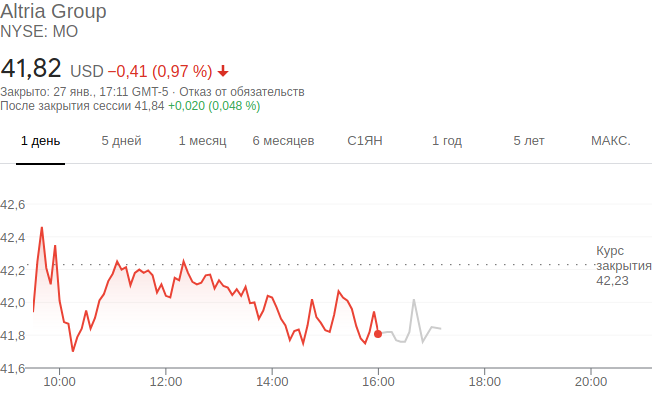 Altria Group
NYSE: MO
41,82 USD −0,41 (0,97 %)
Закрыто: 27 янв., 17:11 GMT-5 · Отказ от обязательств
После закрытия сессии 41,84 +0,020 (0,048 %)
1 день 5 дней 1 месяц 6 месяцев С1ЯН 1 год 5 лет МАКС.
42,6
42,4
42,2
42,0
41,8
41,6
Курс
закрытия
42,23
10:00 12:00 14:00 16:00 18:00 20:00